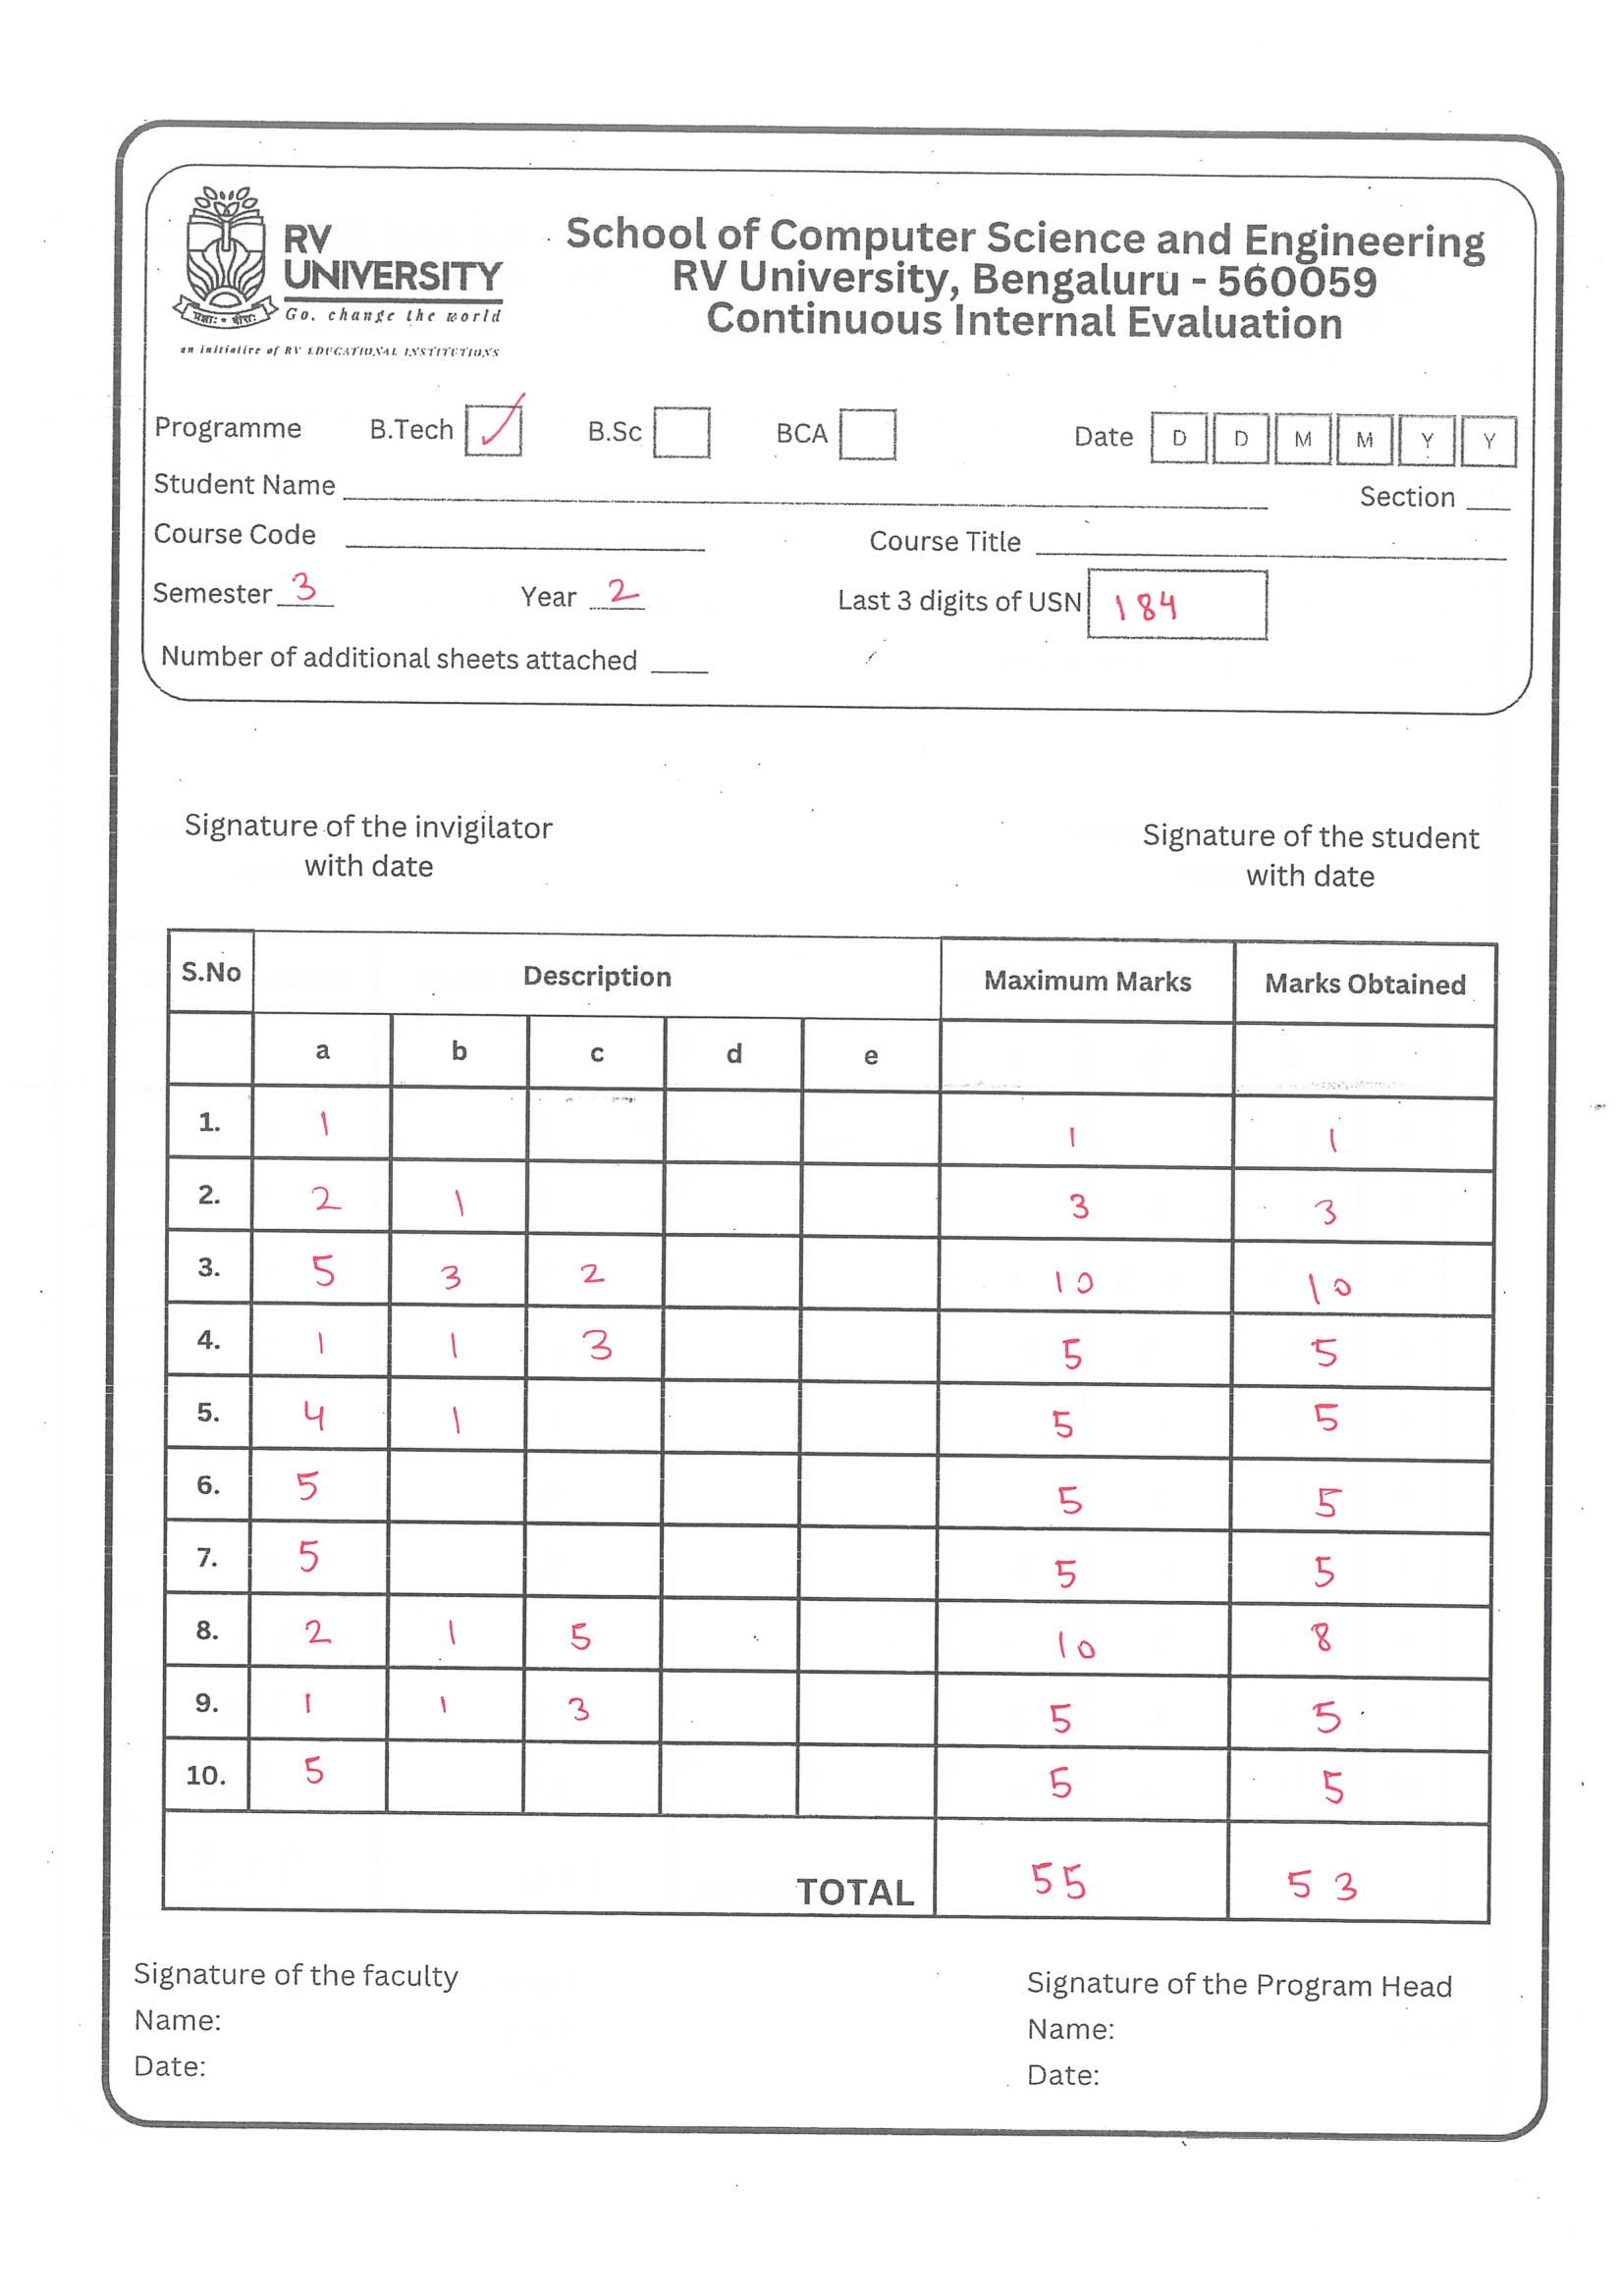 RV
UNIVERSITY
Go, change the world
an initiative of RV EDUCATIONAL INSTITUTIONS
School of Computer Science and Engineering
RV University, Bengaluru - 560059
Continuous Internal Evaluation
Programme B.Tech ✓ B.Sc BCA Date D D M M Y Y
Student Name Section
Course Code Course Title
Semester 3 Year 2 Last 3 digits of USN 184
Number of additional sheets attached
Signature of the invigilator
with date
Signature of the student
with date
S.No Description Maximum Marks Marks Obtained
a b c d e
1. 1 1 1
2. 2 1 3 3
3. 5 3 2 10 10
4. 1 1 3 5 5
5. 4 1 5 5
6. 5 5 5
7. 5 5 5
8. 2 1 5 10 8
9. 1 1 3 5 5
10. 5 5 5
TOTAL 55 53
Signature of the faculty
Name:
Date:
Signature of the Program Head
Name:
Date: